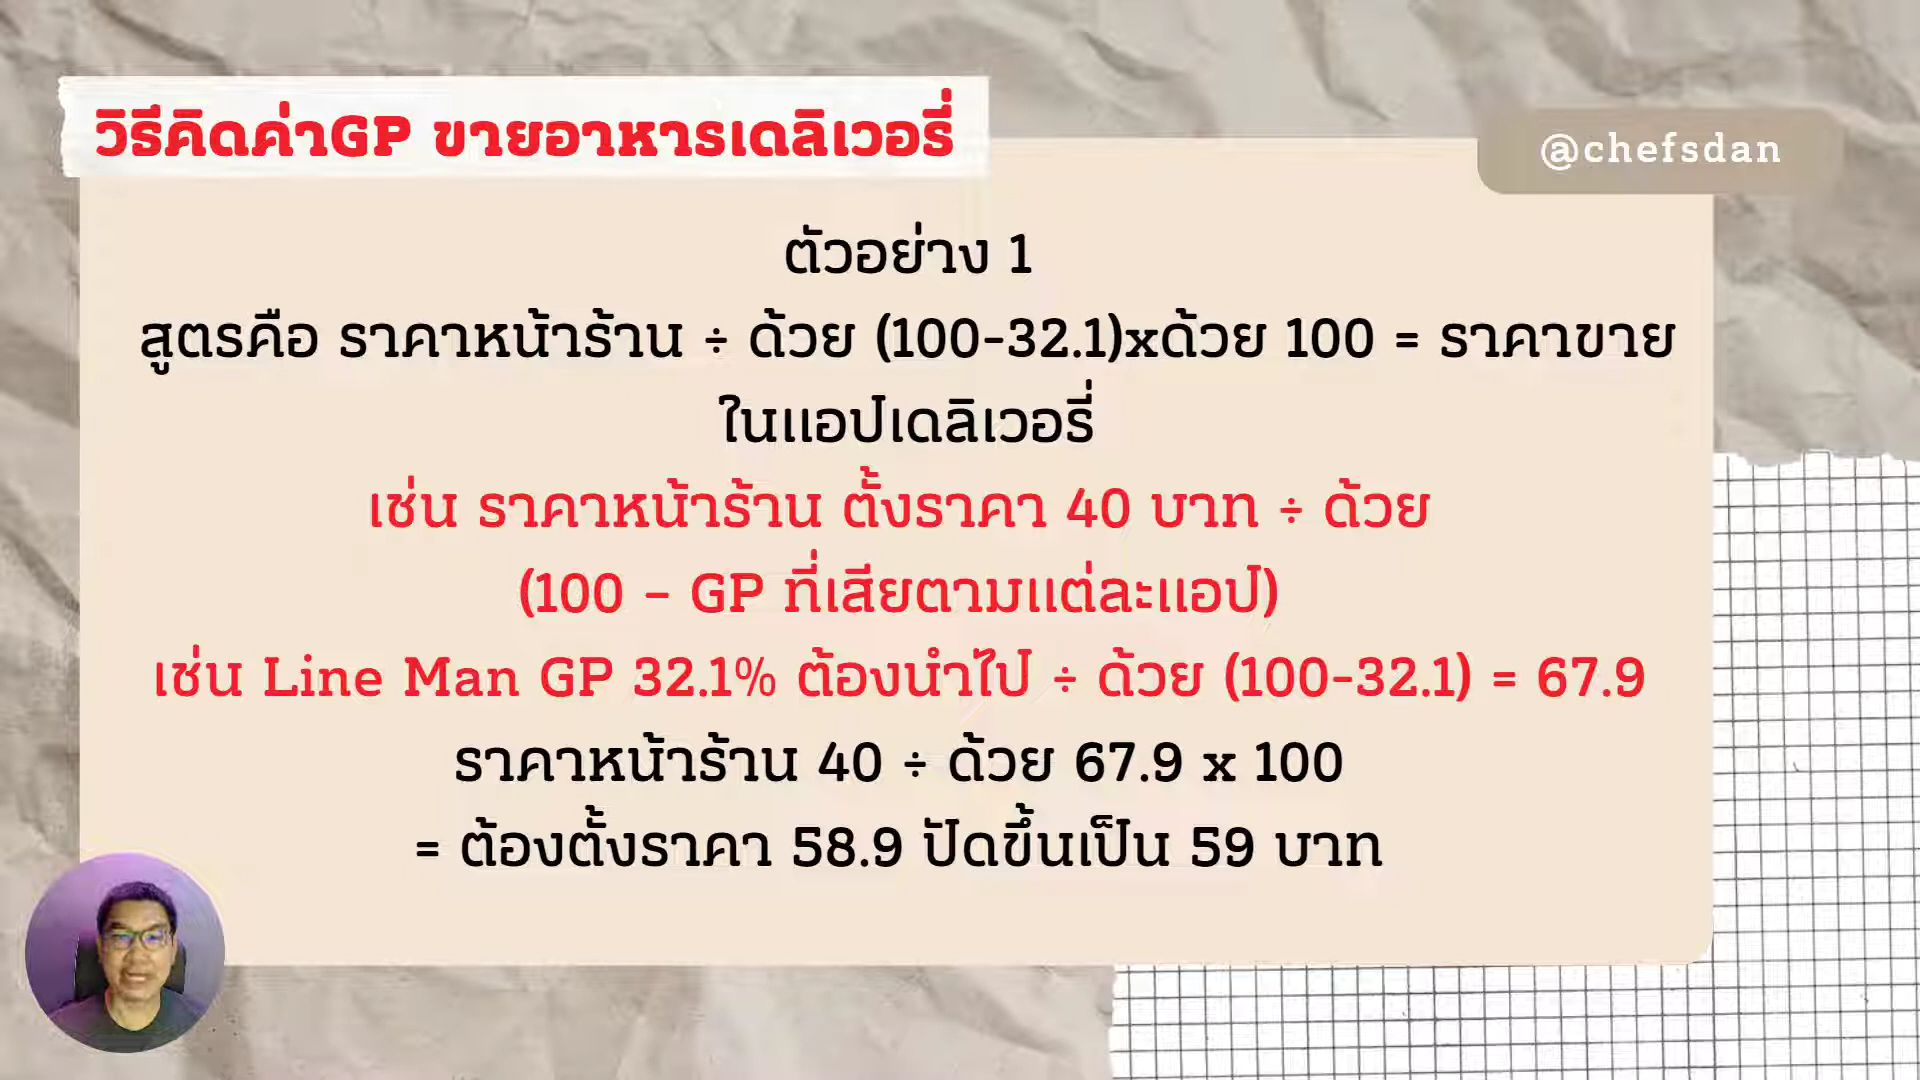 วิธีคิดค่าGP ขายอาหารเดลิเวอรี่
@chefsdan
ตัวอย่าง 1
สูตรคือ ราคาหน้าร้าน ÷ ด้วย (100-32.1)xด้วย 100 = ราคาขาย
ในแอปเดลิเวอรี่
เช่น ราคาหน้าร้าน ตั้งราคา 40 บาท ÷ ด้วย
(100 – GP ที่เสียตามแต่ละแอป)
เช่น Line Man GP 32.1% ต้องนำไป ÷ ด้วย (100-32.1) = 67.9
ราคาหน้าร้าน 40 ÷ ด้วย 67.9 x 100
= ต้องตั้งราคา 58.9 ปัดขึ้นเป็น 59 บาท